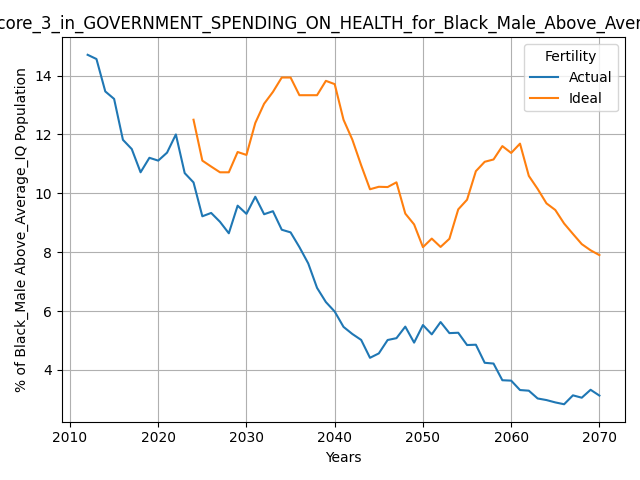 core_3_in_GOVERNMENT_SPENDING_ON_HEALTH_for_Black_Male_Above_Aver
Fertility
Actual
Ideal
% of Black_Male Above_Average_IQ Population
14
12
10
8
6
4
2010 2020 2030 2040 2050 2060 2070
Years